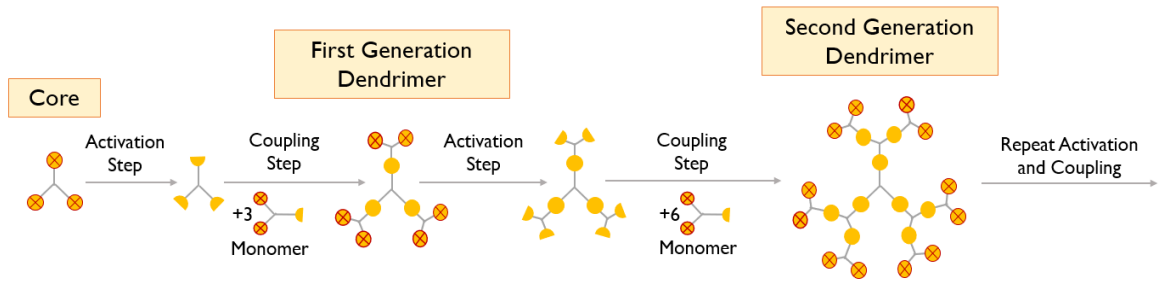 Core
Activation
Step
First Generation
Dendrimer
Coupling
Step
+3
Monomer
Activation
Step
Coupling
Step
+6
Monomer
Second Generation
Dendrimer
Repeat Activation
and Coupling